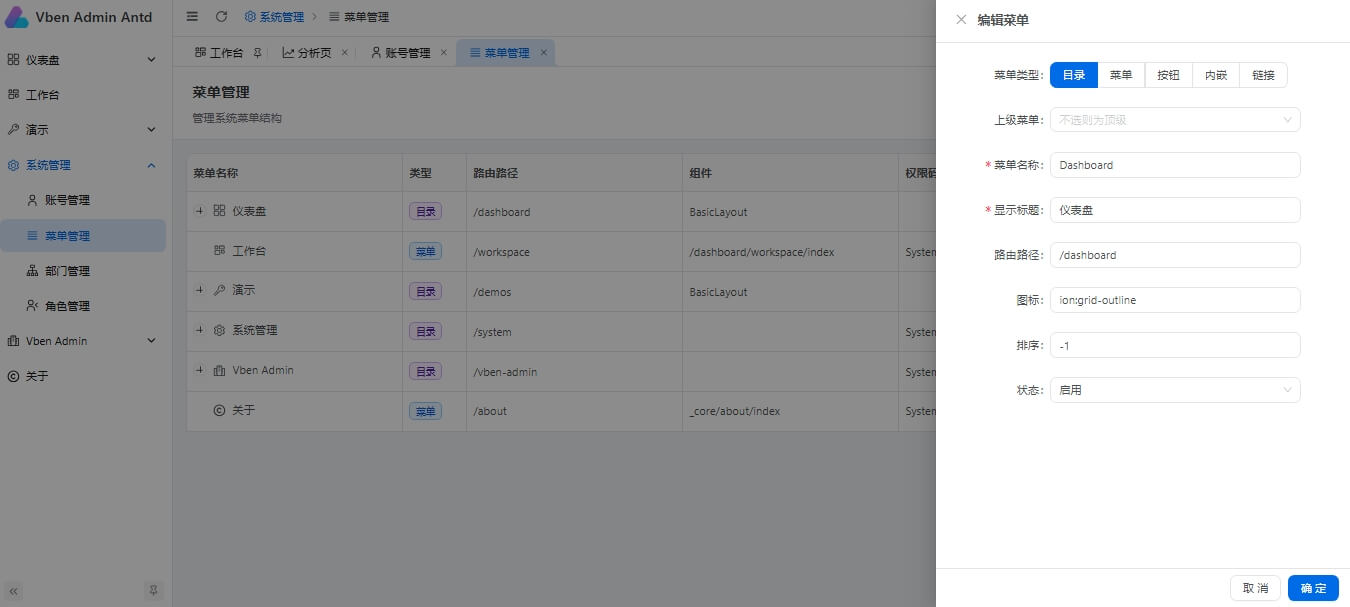 Vben Admin Antd
仪表盘
工作台
演示
系统管理
账号管理
菜单管理
部门管理
角色管理
Vben Admin
关于
系统管理 > 菜单管理
工作台 分析页 账号管理 菜单管理
菜单管理
管理系统菜单结构
菜单名称 类型 路由路径 组件 权限码
仪表盘 目录 /dashboard BasicLayout
工作台 菜单 /workspace /dashboard/workspace/index System
演示 目录 /demos BasicLayout
系统管理 目录 /system System
Vben Admin 目录 /vben-admin System
关于 菜单 /about _core/about/index System
编辑菜单
菜单类型: 目录 菜单 按钮 内嵌 链接
上级菜单: 不选则为顶级
* 菜单名称: Dashboard
* 显示标题: 仪表盘
路由路径: /dashboard
图标: ion:grid-outline
排序: -1
状态: 启用
取 消 确 定